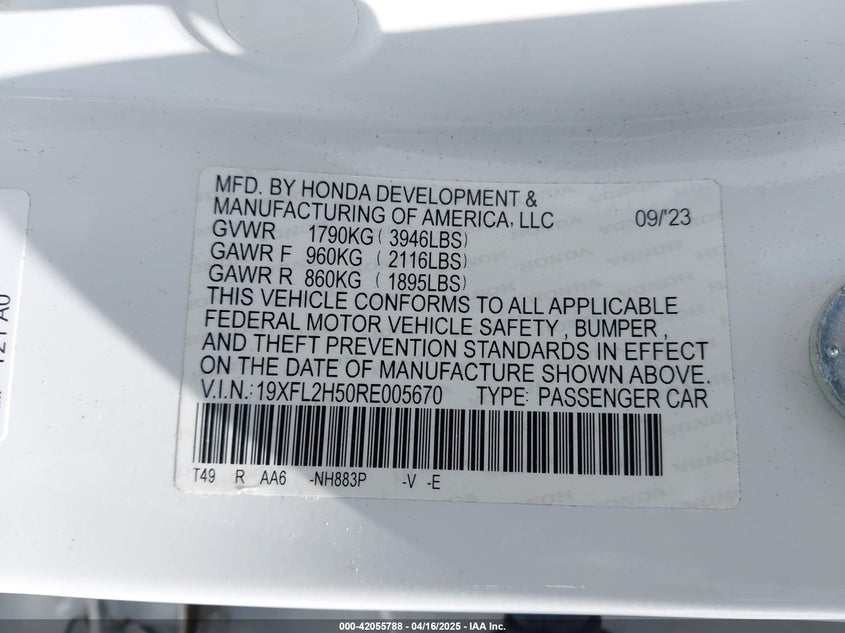 MFD. BY HONDA DEVELOPMENT &
MANUFACTURING OF AMERICA, LLC 09/'23
GVWR 1790KG ( 3946LBS)
GAWR F 960KG ( 2116LBS)
GAWR R 860KG ( 1895LBS)
THIS VEHICLE CONFORMS TO ALL APPLICABLE
FEDERAL MOTOR VEHICLE SAFETY , BUMPER ,
AND THEFT PREVENTION STANDARDS IN EFFECT
ON THE DATE OF MANUFACTURE SHOWN ABOVE.
V.I.N.: 19XFL2H50RE005670 TYPE: PASSENGER CAR
T49 R AA6 -NH883P -V -E
000-42055788 - 04/16/2025 - IAA Inc.